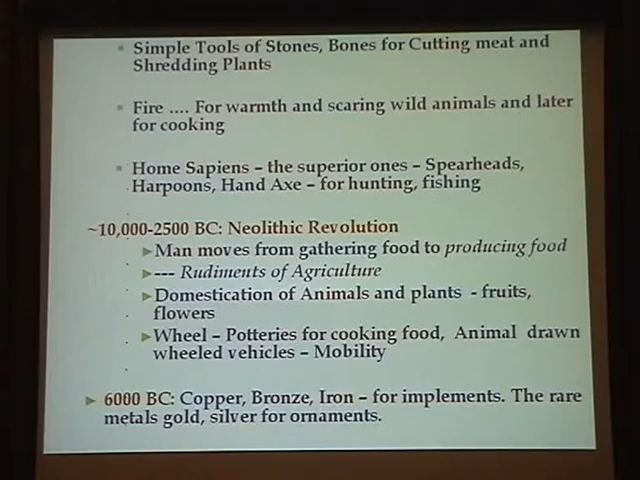 Simple Tools of Stones, Bones for Cutting meat and
Shredding Plants
Fire .... For warmth and scaring wild animals and later
for cooking
Home Sapiens – the superior ones – Spearheads,
Harpoons, Hand Axe – for hunting, fishing
~10,000-2500 BC: Neolithic Revolution
Man moves from gathering food to producing food
--- Rudiments of Agriculture
Domestication of Animals and plants - fruits,
flowers
Wheel – Potteries for cooking food, Animal drawn
wheeled vehicles – Mobility
6000 BC: Copper, Bronze, Iron – for implements. The rare
metals gold, silver for ornaments.